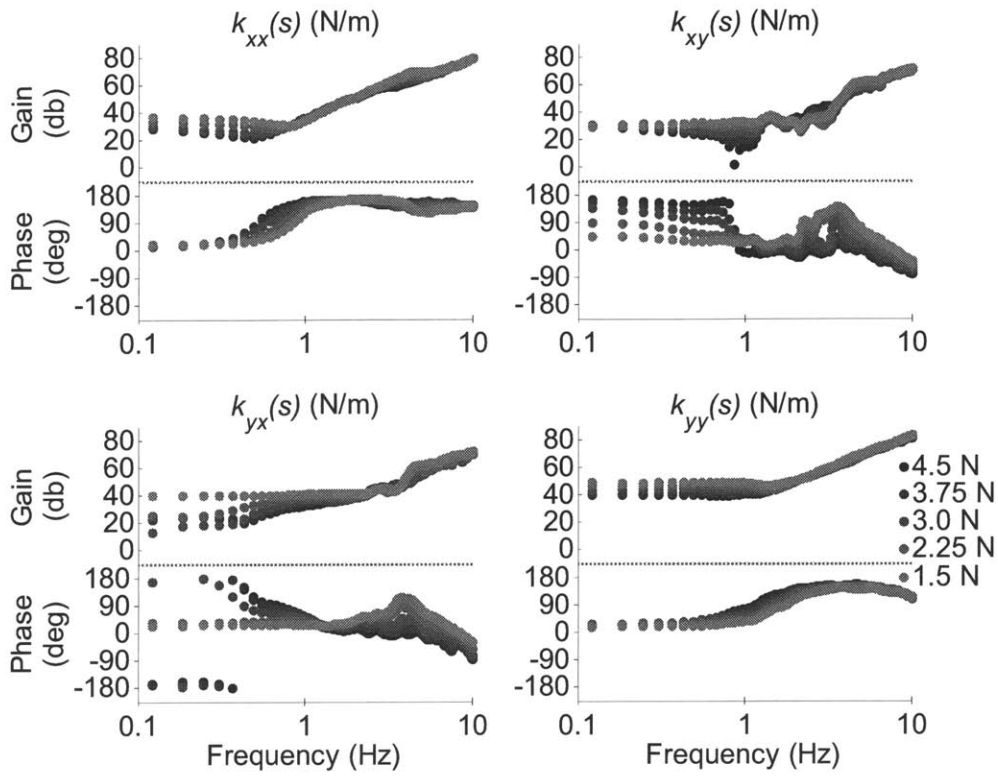 k_xx(s) (N/m)
k_xy(s) (N/m)
Gain
(db)
80
60
40
20
0
80
60
40
20
0
Phase
(deg)
180
90
0
-90
-180
180
90
0
-90
-180
0.1
1
10
0.1
1
10
k_yx(s) (N/m)
k_yy(s) (N/m)
Gain
(db)
80
60
40
20
0
80
60
40
20
0
4.5 N
3.75 N
3.0 N
2.25 N
1.5 N
Phase
(deg)
180
90
0
-90
-180
180
90
0
-90
-180
0.1
1
10
0.1
1
10
Frequency (Hz)
Frequency (Hz)